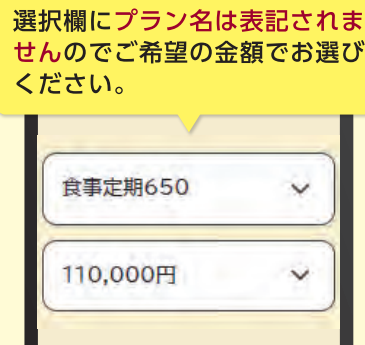 選択欄にプラン名は表記されま
せんのでご希望の金額でお選び
ください。
食事定期650
110,000円